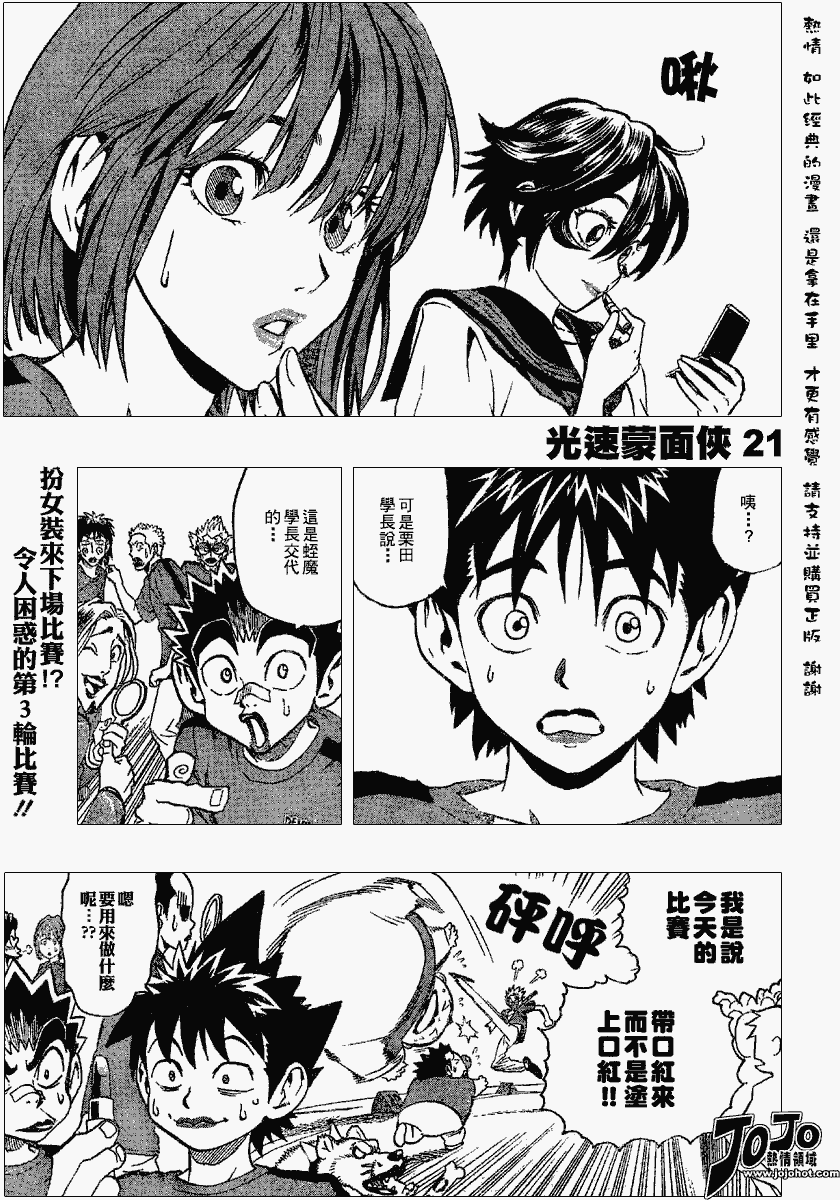 啾
熱情 如此經典的漫畫 還是拿在手里 才更有感覺 請支持並購買正版 謝謝
光速蒙面俠 21
咦…?
可是栗田
學長說…
這是蛭魔
學長交代
的…
扮女裝來下場比賽!?
令人困惑的第3輪比賽!!
我是說
今天的
比賽
帶口紅來
而不是塗
上口紅!!
砰呼
嗯
要用來做什麼
呢…??
JoJo
熱情領域
www.jojohot.com